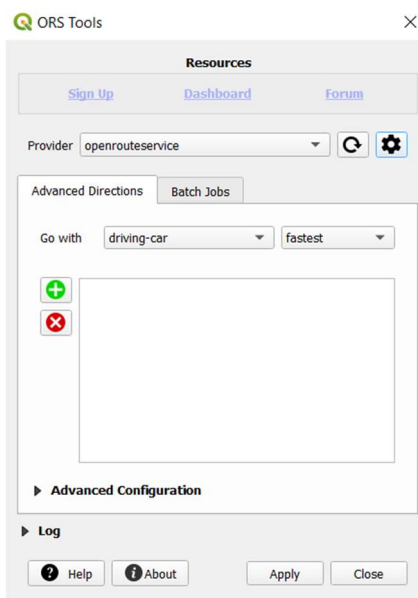 ORS Tools
Resources
Sign Up Dashboard Forum
Provider openrouteservice
Advanced Directions Batch Jobs
Go with driving-car fastest
Advanced Configuration
Log
Help About Apply Close